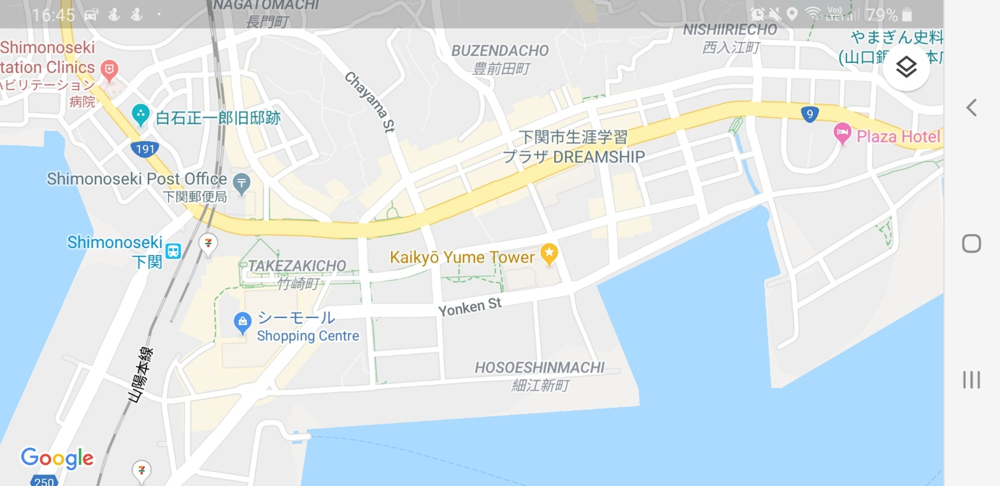 16:45
Vo))
LTE1
79%
NAGATOMACHI
長門町
NISHIIRIECHO
西入江町
やまぎん史料
(山口銀
本店
Shimonoseki
tation Clinics
ハビリテーション
病院
BUZENDACHO
豊前田町
Chayama St
白石正一郎旧邸跡
9
191
Plaza Hotel
下関市生涯学習
プラザ DREAMSHIP
Shimonoseki Post Office
下関郵便局
Shimonoseki
下関
7
Kaikyō Yume Tower
TAKEZAKICHO
竹崎町
Yonken St
シーモール
Shopping Centre
山陽本線
HOSOESHINMACHI
細江新町
Google
7
250